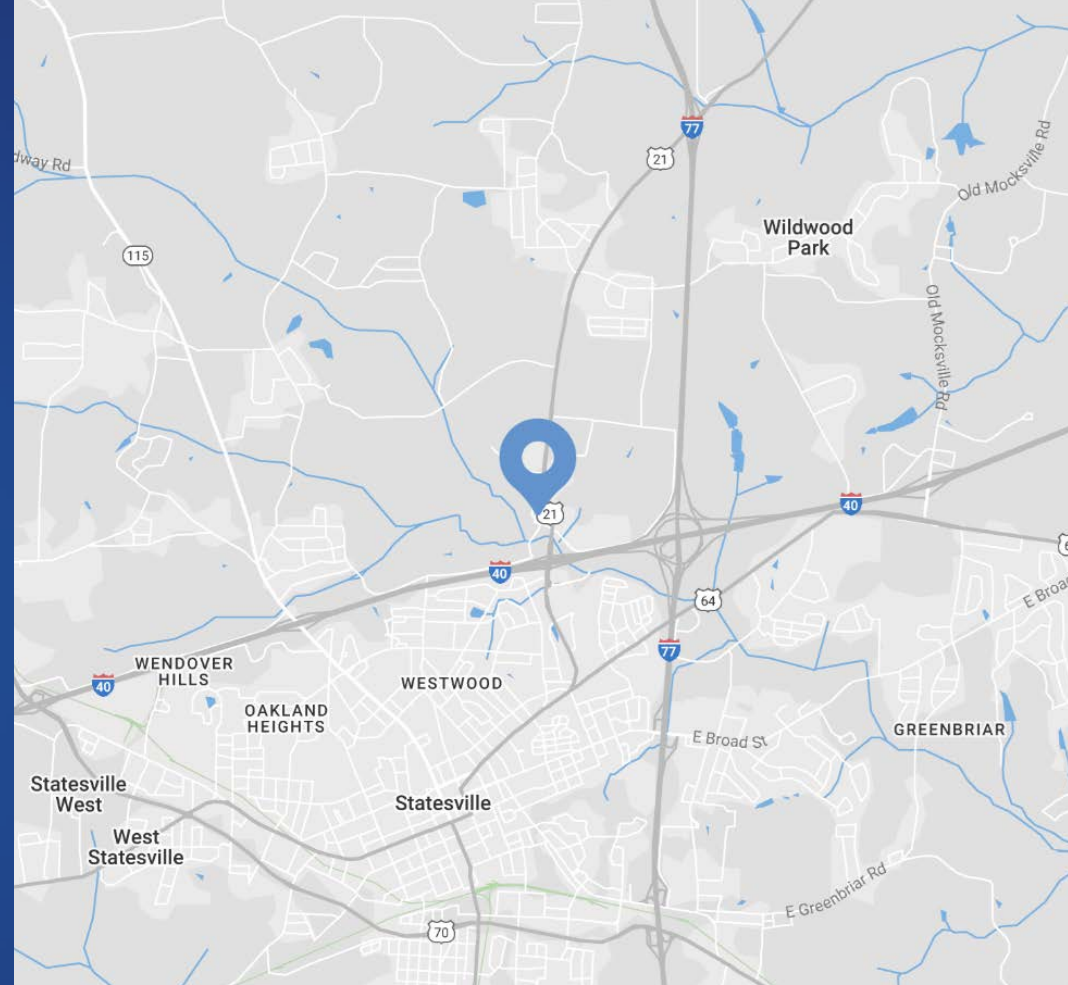 77
21
dway Rd
Old Mocksville Rd
Wildwood
Park
115
Old Mocksville Rd
40
21
40
64
E Broad
77
WENDOVER
HILLS
WESTWOOD
40
OAKLAND
HEIGHTS
GREENBRIAR
E Broad St
Statesville
West
Statesville
West
Statesville
E Greenbriar Rd
70